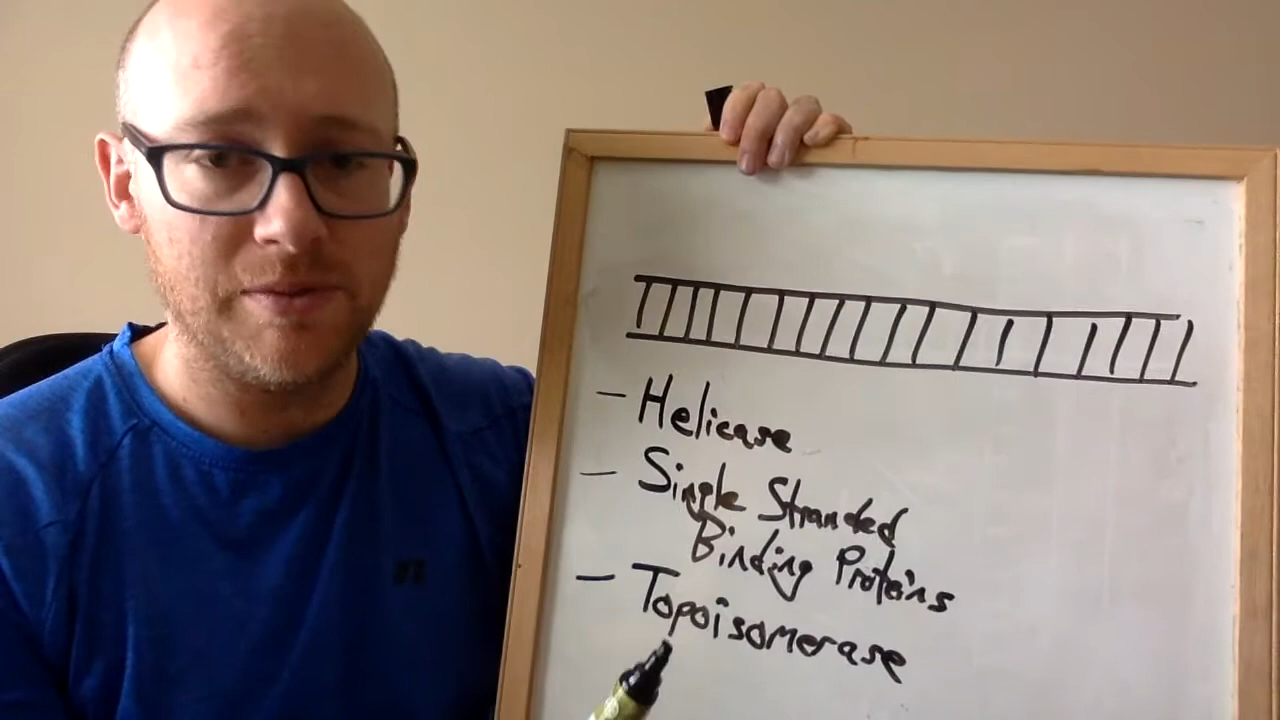 - Helicase
- Single Stranded
Binding Proteins
- Topoisomerase